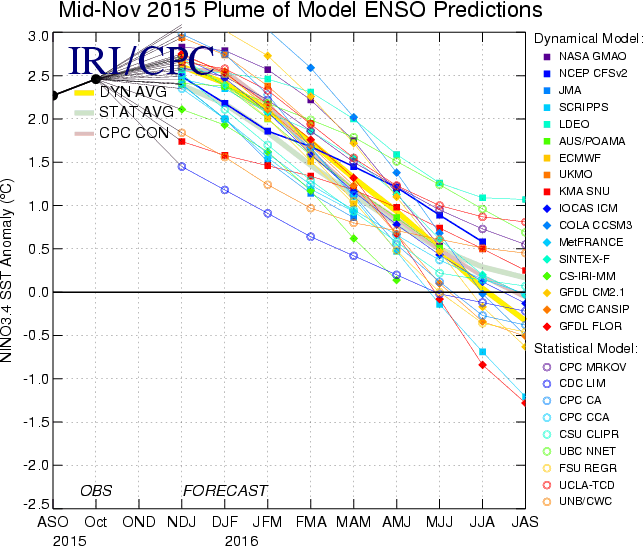 Mid-Nov 2015 Plume of Model ENSO Predictions
3.0
2.5
2.0
1.5
1.0
0.5
0.0
-0.5
-1.0
-1.5
-2.0
-2.5
NINO3.4 SST Anomaly (°C)
IRI/CPC
DYN AVG
STAT AVG
CPC CON
OBS
FORECAST
ASO Oct OND NDJ DJF JFM FMA MAM AMJ MJJ JJA JAS
2015 2016
Dynamical Model:
NASA GMAO
NCEP CFSv2
JMA
SCRIPPS
LDEO
AUS/POAMA
ECMWF
UKMO
KMA SNU
IOCAS ICM
COLA CCSM3
MetFRANCE
SINTEX-F
CS-IRI-MM
GFDL CM2.1
CMC CANSIP
GFDL FLOR
Statistical Model:
CPC MRKOV
CDC LIM
CPC CA
CPC CCA
CSU CLIPR
UBC NNET
FSU REGR
UCLA-TCD
UNB/CWC